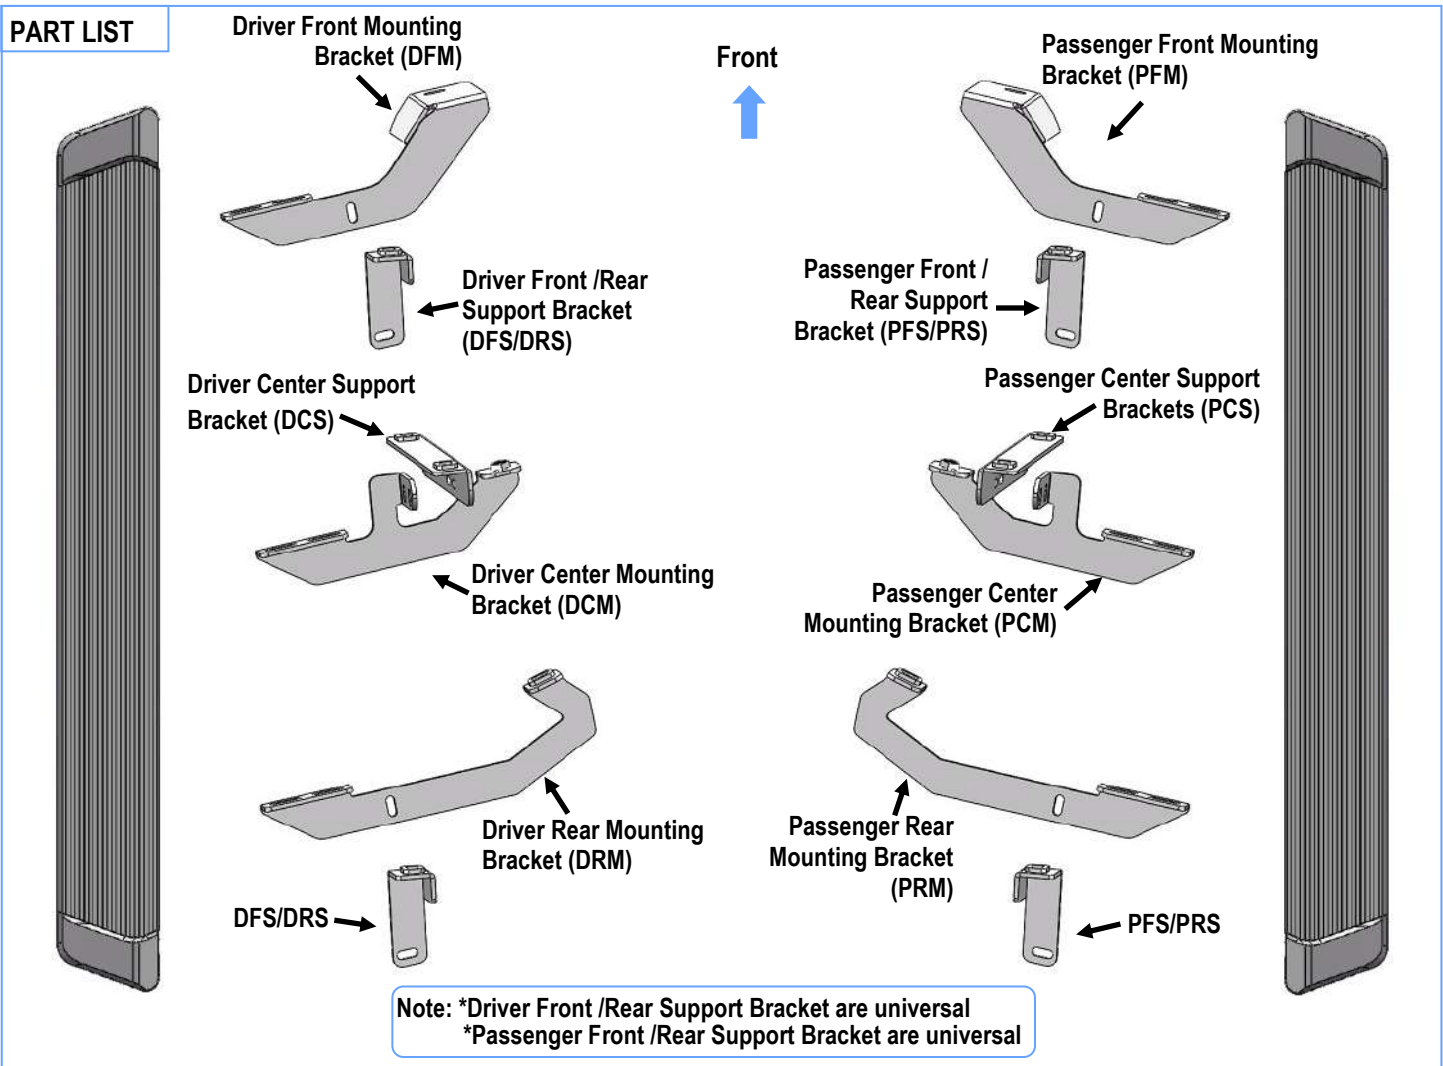 PART LIST
Driver Front Mounting
Bracket (DFM)
Front
Passenger Front Mounting
Bracket (PFM)
Driver Front /Rear
Support Bracket
(DFS/DRS)
Passenger Front /
Rear Support
Bracket (PFS/PRS)
Driver Center Support
Bracket (DCS)
Passenger Center Support
Brackets (PCS)
Driver Center Mounting
Bracket (DCM)
Passenger Center
Mounting Bracket (PCM)
Driver Rear Mounting
Bracket (DRM)
Passenger Rear
Mounting Bracket
(PRM)
DFS/DRS
PFS/PRS
Note: *Driver Front /Rear Support Bracket are universal
*Passenger Front /Rear Support Bracket are universal